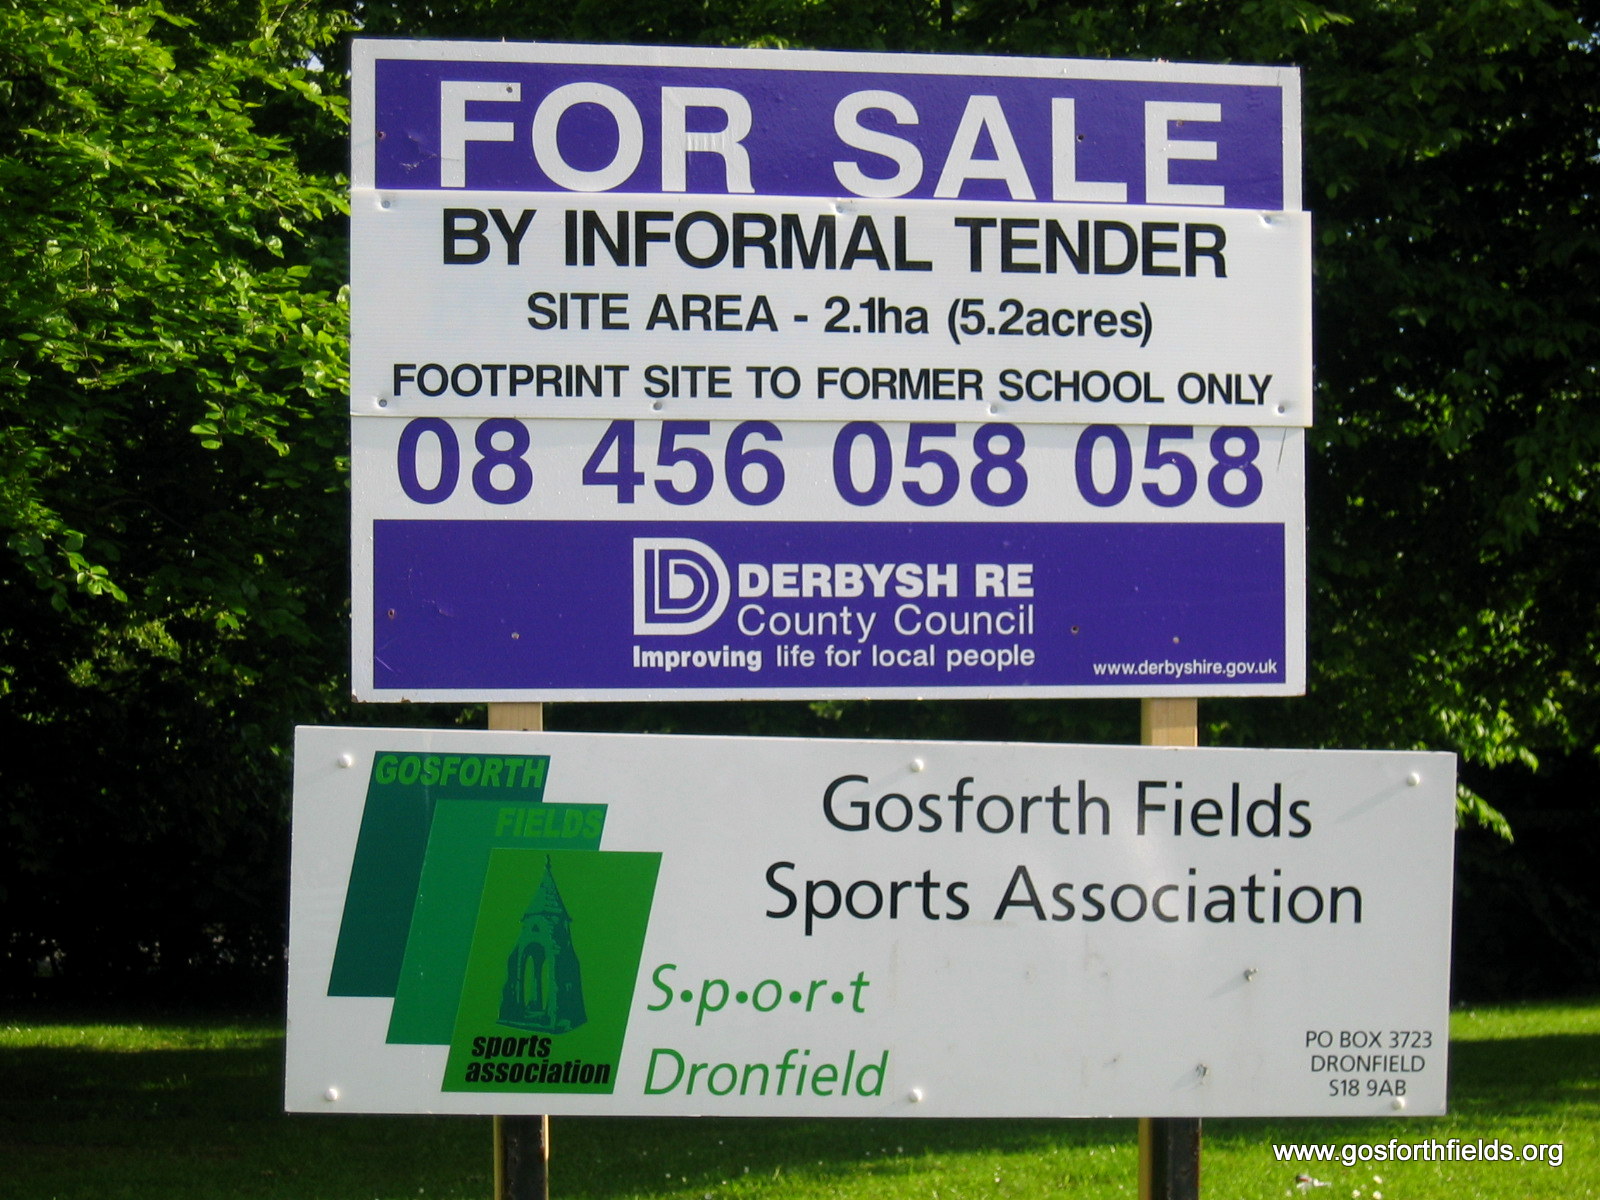 FOR SALE
BY INFORMAL TENDER
SITE AREA - 2.1ha (5.2acres)
FOOTPRINT SITE TO FORMER SCHOOL ONLY
08 456 058 058
DERBYSH RE
County Council
Improving life for local people
www.derbyshire.gov.uk
GOSFORTH
FIELDS
sports
association
Gosforth Fields
Sports Association
S•p•o•r•t
Dronfield
PO BOX 3723
DRONFIELD
S18 9AB
www.gosforthfields.org